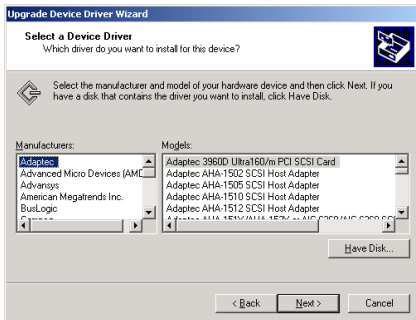 Upgrade Device Driver Wizard
Select a Device Driver
Which driver do you want to install for this device?
Select the manufacturer and model of your hardware device and then click Next. If you
have a disk that contains the driver you want to install, click Have Disk.
Manufacturers:
Adaptec
Advanced Micro Devices (AMD
Advansys
American Megatrends Inc.
BusLogic
Models:
Adaptec 3960D Ultra160/m PCI SCSI Card
Adaptec AHA-1502 SCSI Host Adapter
Adaptec AHA-1505 SCSI Host Adapter
Adaptec AHA-1510 SCSI Host Adapter
Adaptec AHA-1512 SCSI Host Adapter
Have Disk...
< Back
Next >
Cancel